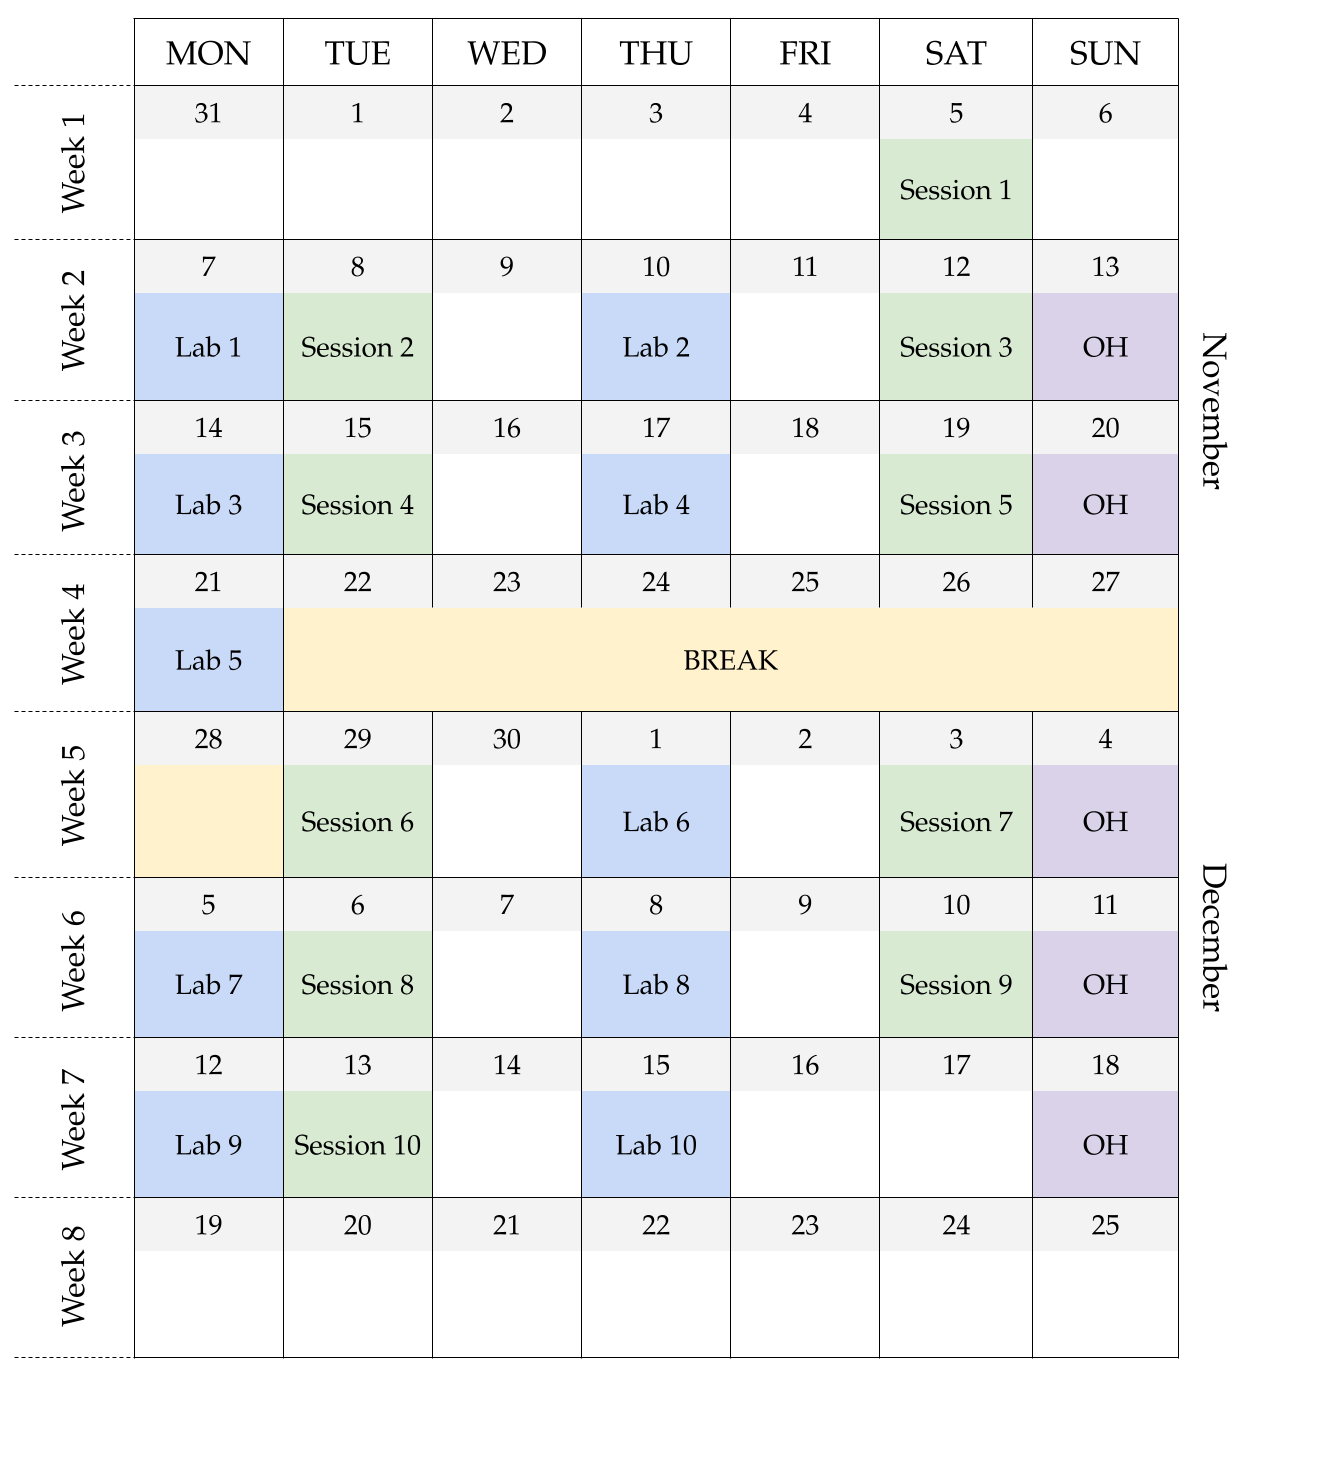 MON TUE WED THU FRI SAT SUN
Week 1
31 1 2 3 4 5 6
Session 1
Week 2
7 8 9 10 11 12 13
Lab 1 Session 2 Lab 2 Session 3 OH
Week 3
14 15 16 17 18 19 20
Lab 3 Session 4 Lab 4 Session 5 OH
November
Week 4
21 22 23 24 25 26 27
Lab 5 BREAK
Week 5
28 29 30 1 2 3 4
Session 6 Lab 6 Session 7 OH
Week 6
5 6 7 8 9 10 11
Lab 7 Session 8 Lab 8 Session 9 OH
December
Week 7
12 13 14 15 16 17 18
Lab 9 Session 10 Lab 10 OH
Week 8
19 20 21 22 23 24 25